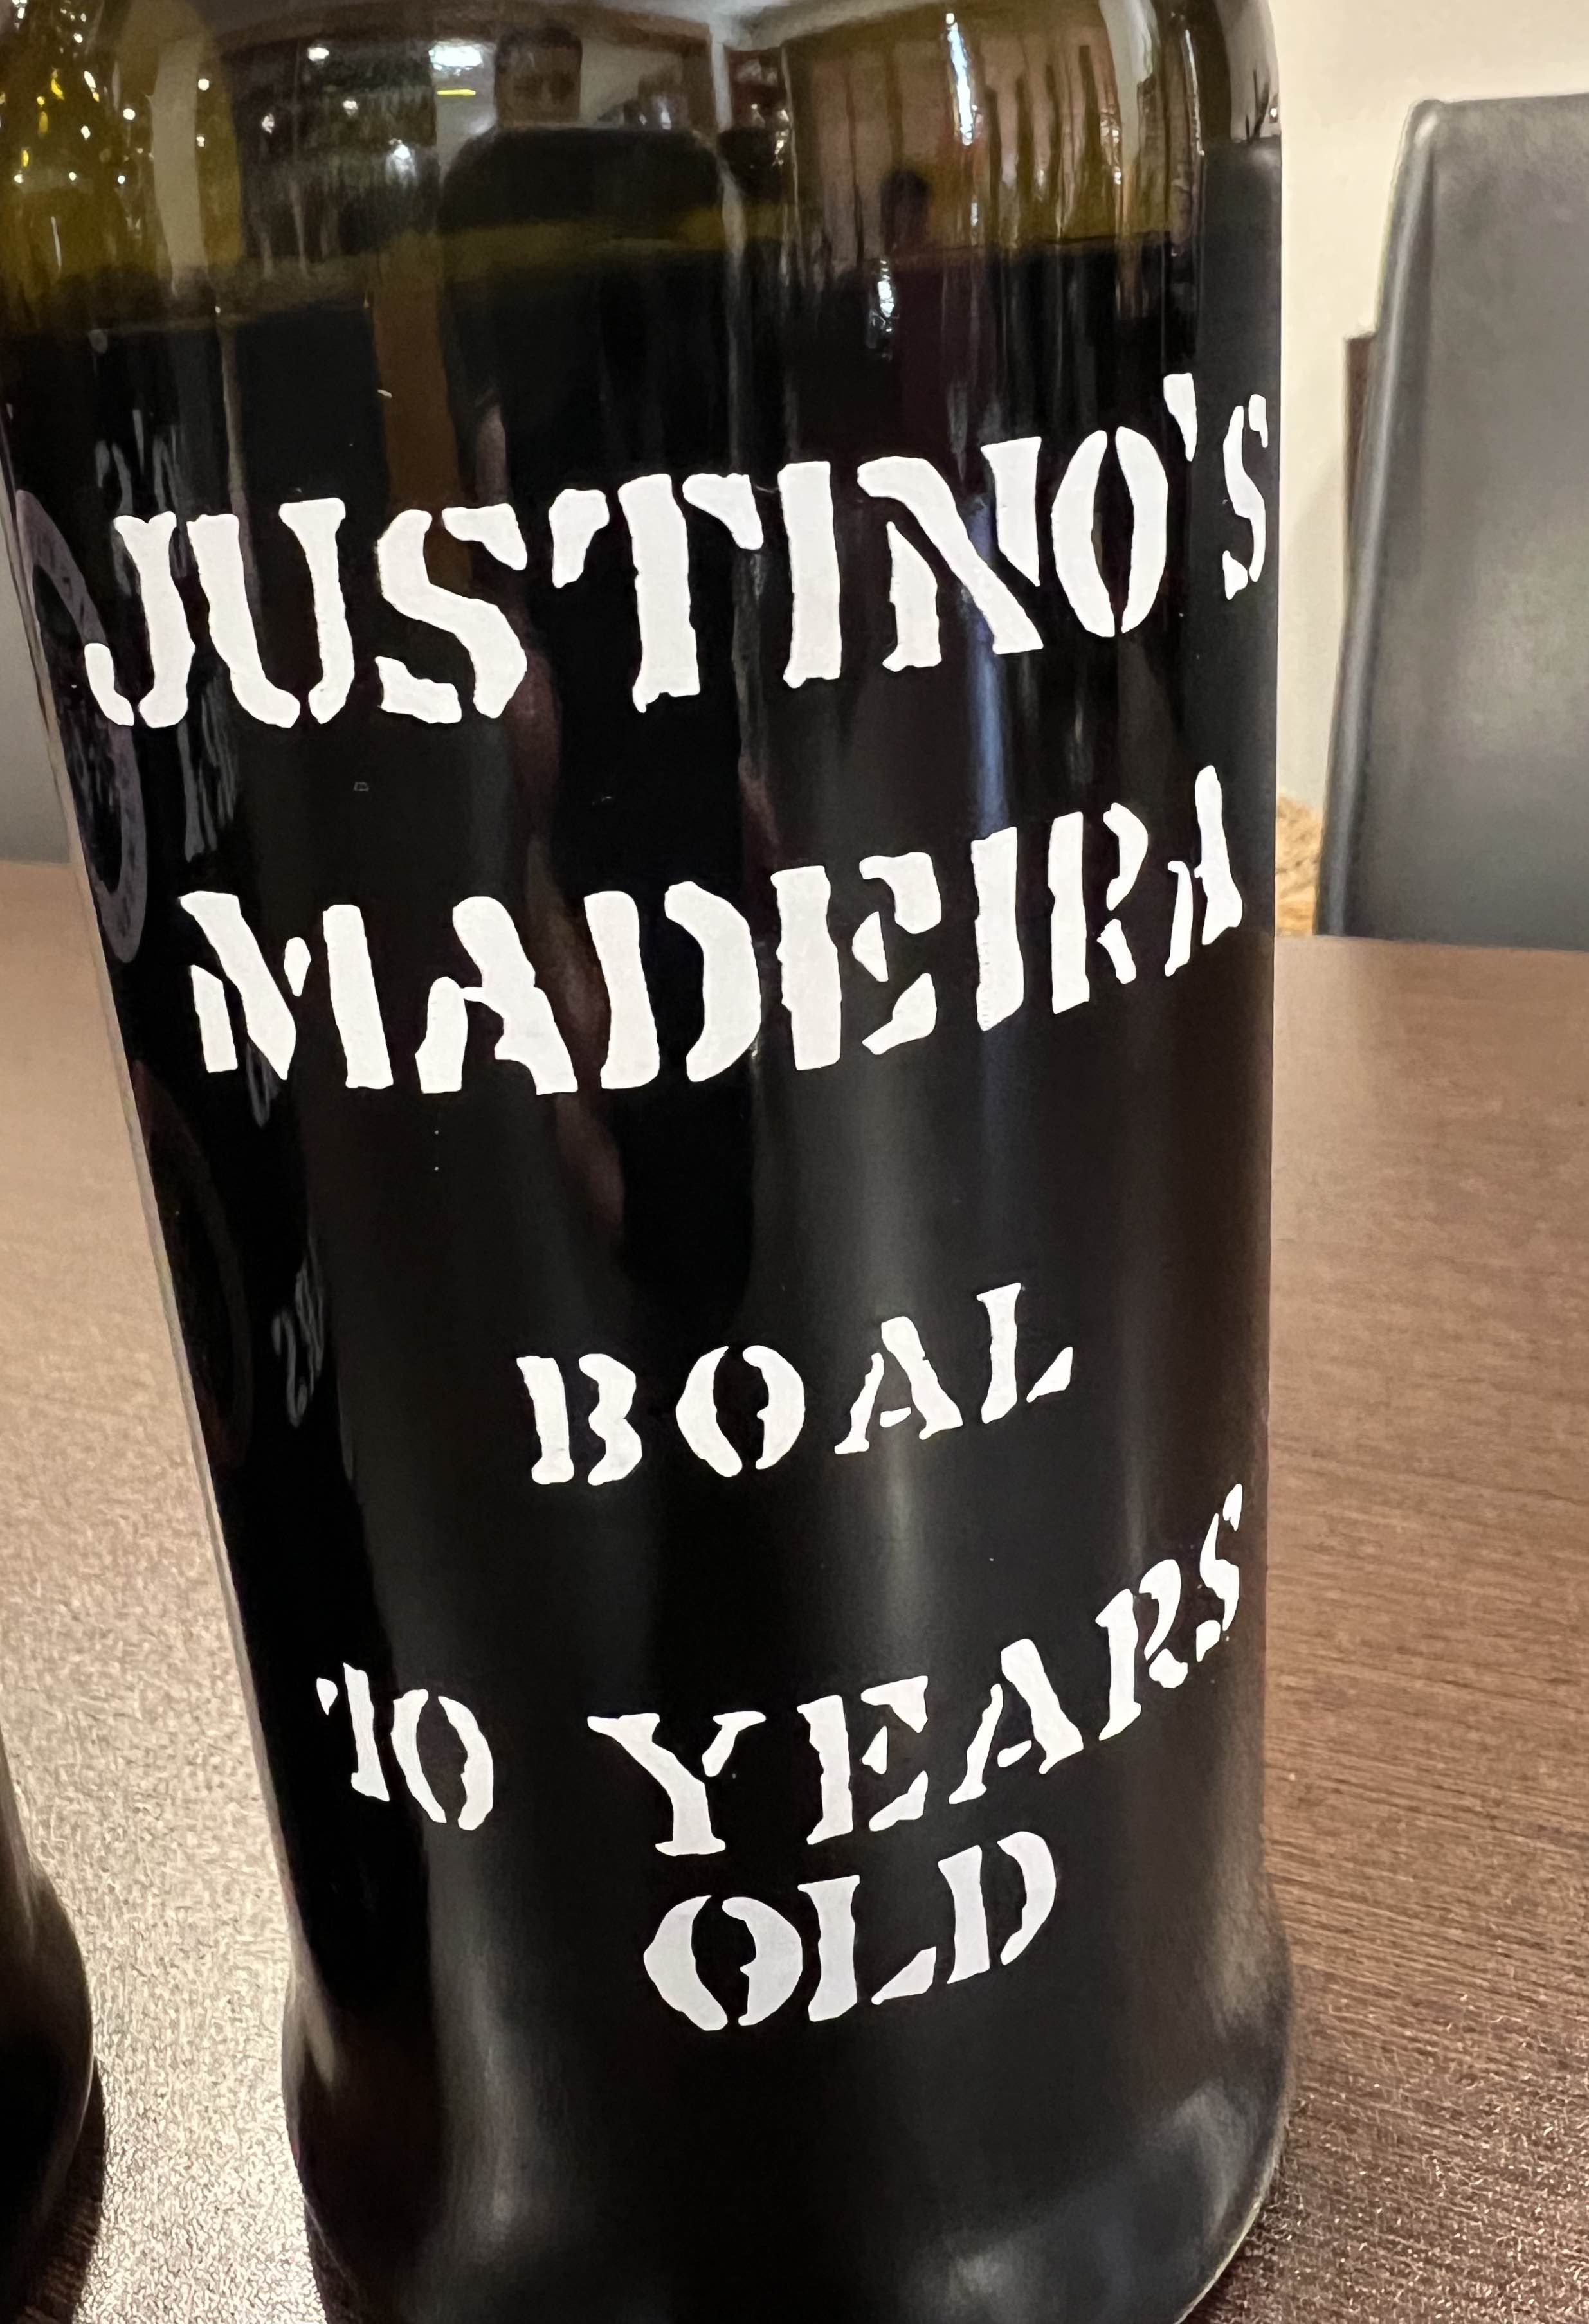 JUSTINO'S
MADEIRA
BOAL
10 YEARS
OLD